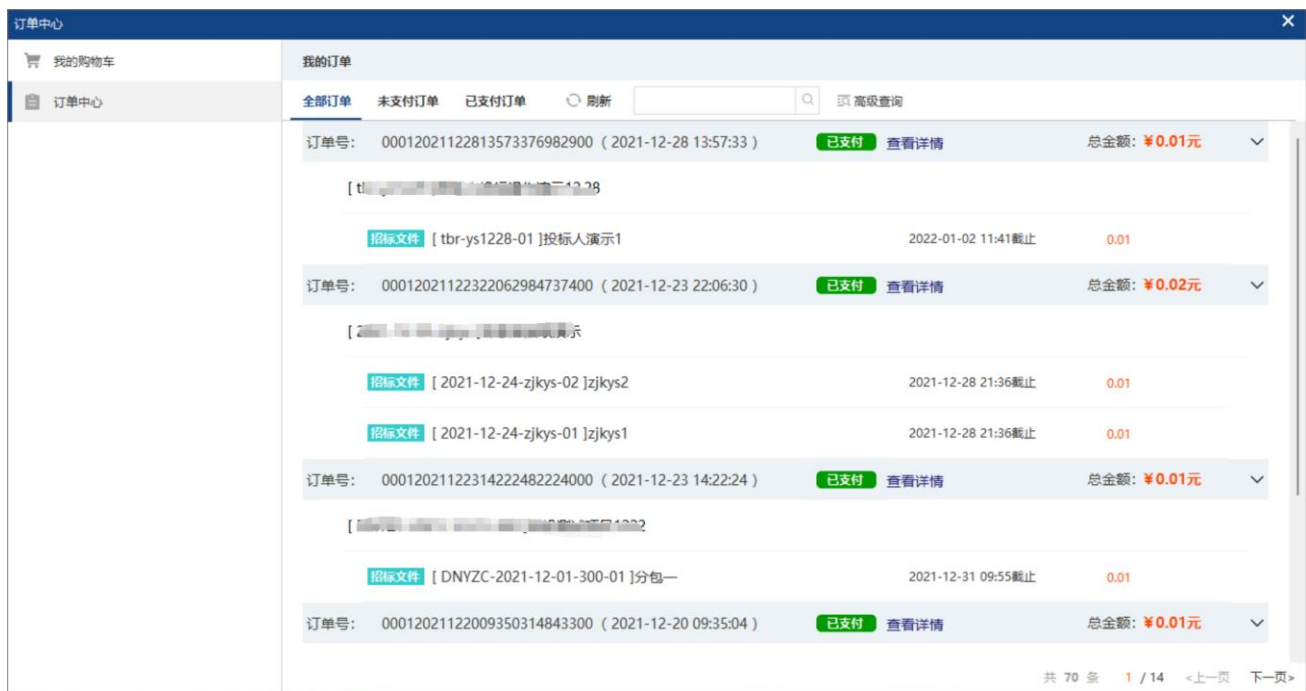 订单中心 ×
我的购物车
订单中心
我的订单
全部订单 未支付订单 已支付订单 刷新 高级查询
订单号： 0001202112281357337698290​0 ( 2021-12-28 13:57:33 ) 已支付 查看详情 总金额：¥0.01元
12.28
招标文件 [ tbr-ys1228-01 ]投标人演示1 2022-01-02 11:41截止 0.01
订单号： 00012021122322062984737400 ( 2021-12-23 22:06:30 ) 已支付 查看详情 总金额：¥0.02元
招标文件 [ 2021-12-24-zjkys-02 ]zjkys2 2021-12-28 21:36截止 0.01
招标文件 [ 2021-12-24-zjkys-01 ]zjkys1 2021-12-28 21:36截止 0.01
订单号： 00012021122314222482224000 ( 2021-12-23 14:22:24 ) 已支付 查看详情 总金额：¥0.01元
招标文件 [ DNYZC-2021-12-01-300-01 ]分包一 2021-12-31 09:55截止 0.01
订单号： 00012021122009350314843300 ( 2021-12-20 09:35:04 ) 已支付 查看详情 总金额：¥0.01元
共 70 条 1 / 14 <上一页 下一页>